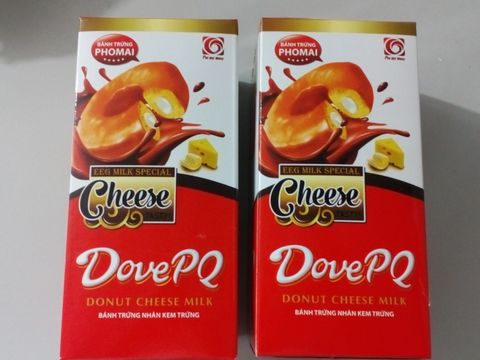 BÁNH TRỨNG
PHOMAI
EEG MILK SPECIAL
Cheese
DovePQ
DONUT CHEESE MILK
BÁNH TRỨNG NHÂN KEM TRỨNG
BÁNH TRỨNG
PHOMAI
EEG MILK SPECIAL
Cheese
DovePQ
DONUT CHEESE MILK
BÁNH TRỨNG NHÂN KEM TRỨNG